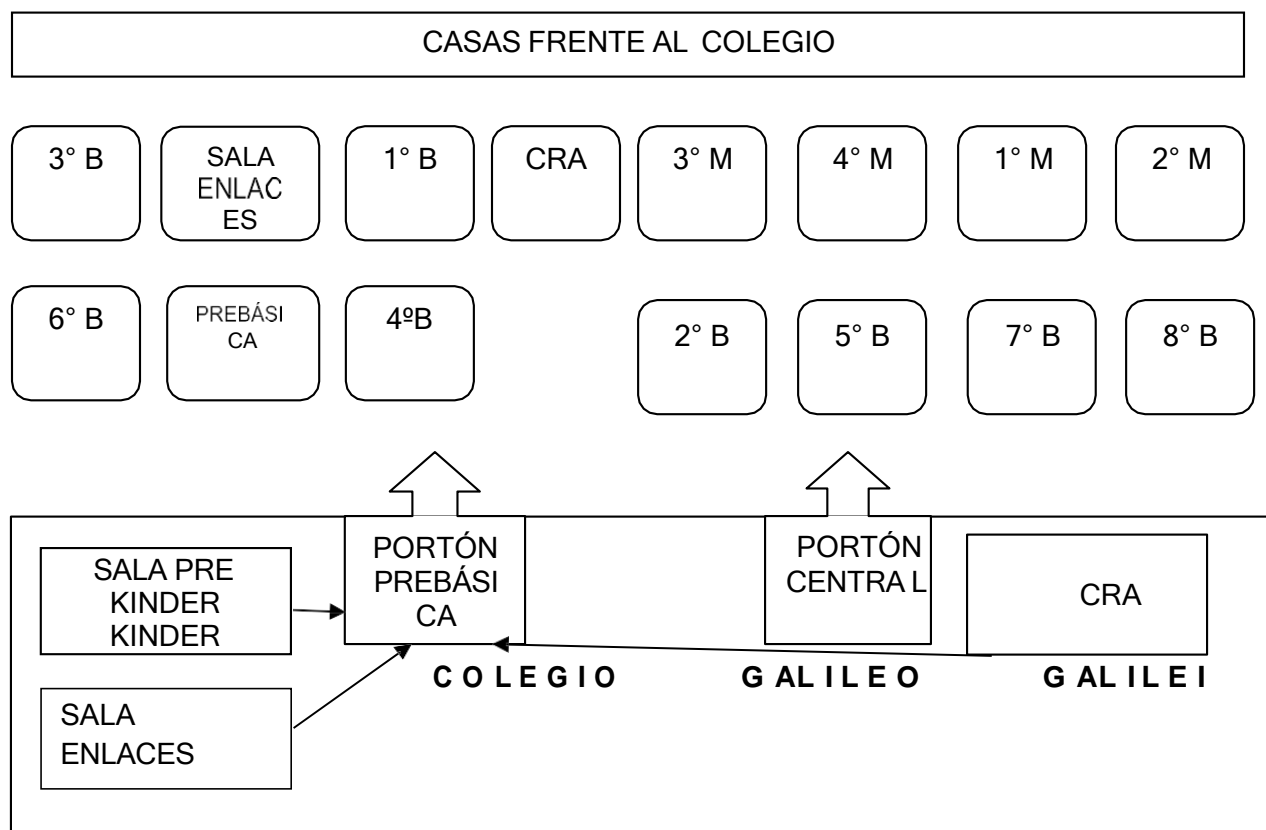 CASAS FRENTE AL COLEGIO
3° B
SALA
ENLAC
ES
1° B
CRA
3° M
4° M
1° M
2° M
6° B
PREBÁSI
CA
4ºB
2° B
5° B
7° B
8° B
SALA PRE
KINDER
KINDER
PORTÓN
PREBÁSI
CA
PORTÓN
CENTRA L
CRA
C O L E G I O G AL I L E O G AL I L E I
SALA
ENLACES